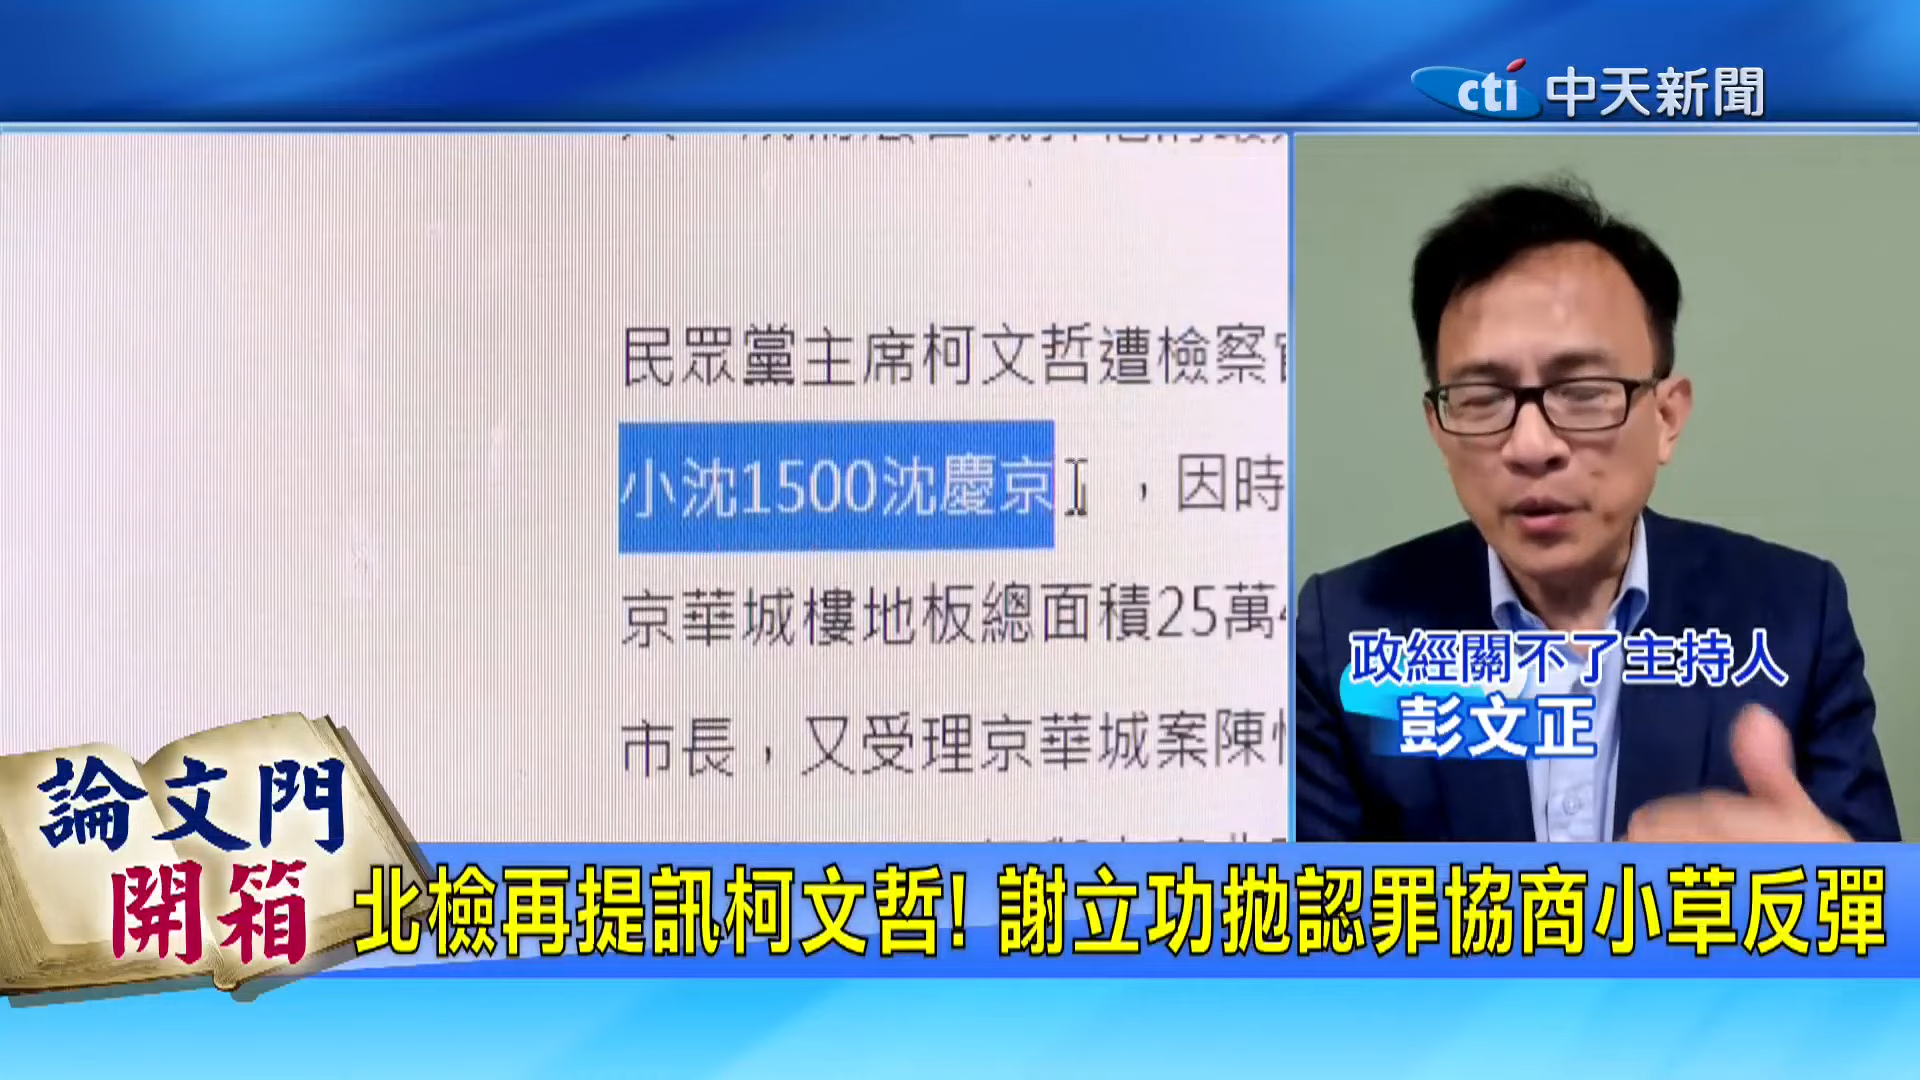 cti 中天新聞
民眾黨主席柯文哲遭檢察
小沈1500沈慶京，因時
京華城樓地板總面積25萬
市長，又受理京華城案陳
政經關不了主持人
彭文正
論文門
開箱
北檢再提訊柯文哲! 謝立功拋認罪協商小草反彈